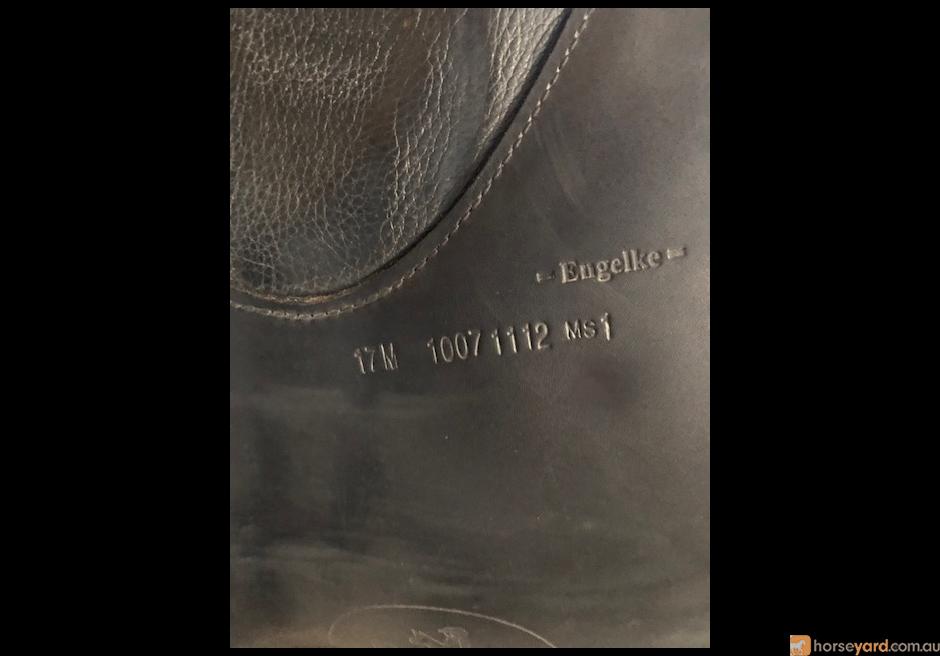 ~ Engelke ~
17M 10071112 MS1
horseyard.com.au